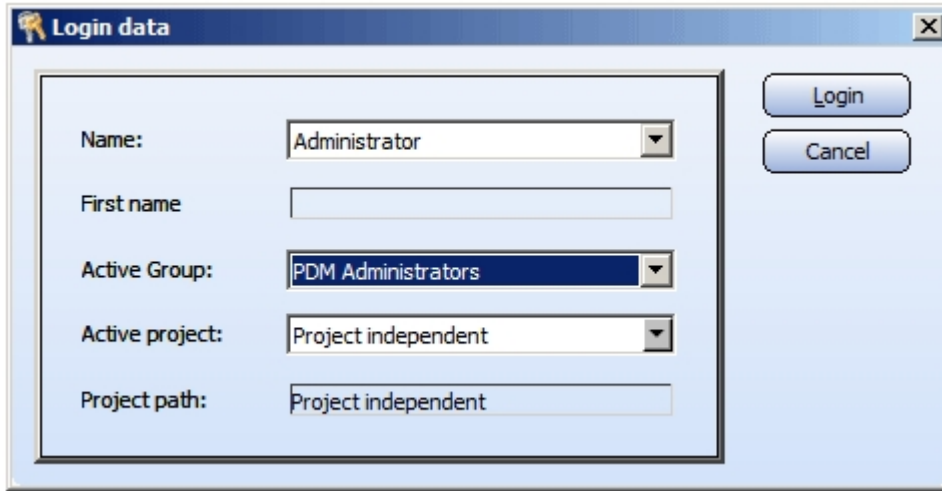 Login data
Login
Name: Administrator
Cancel
First name
Active Group: PDM Administrators
Active project: Project independent
Project path: Project independent